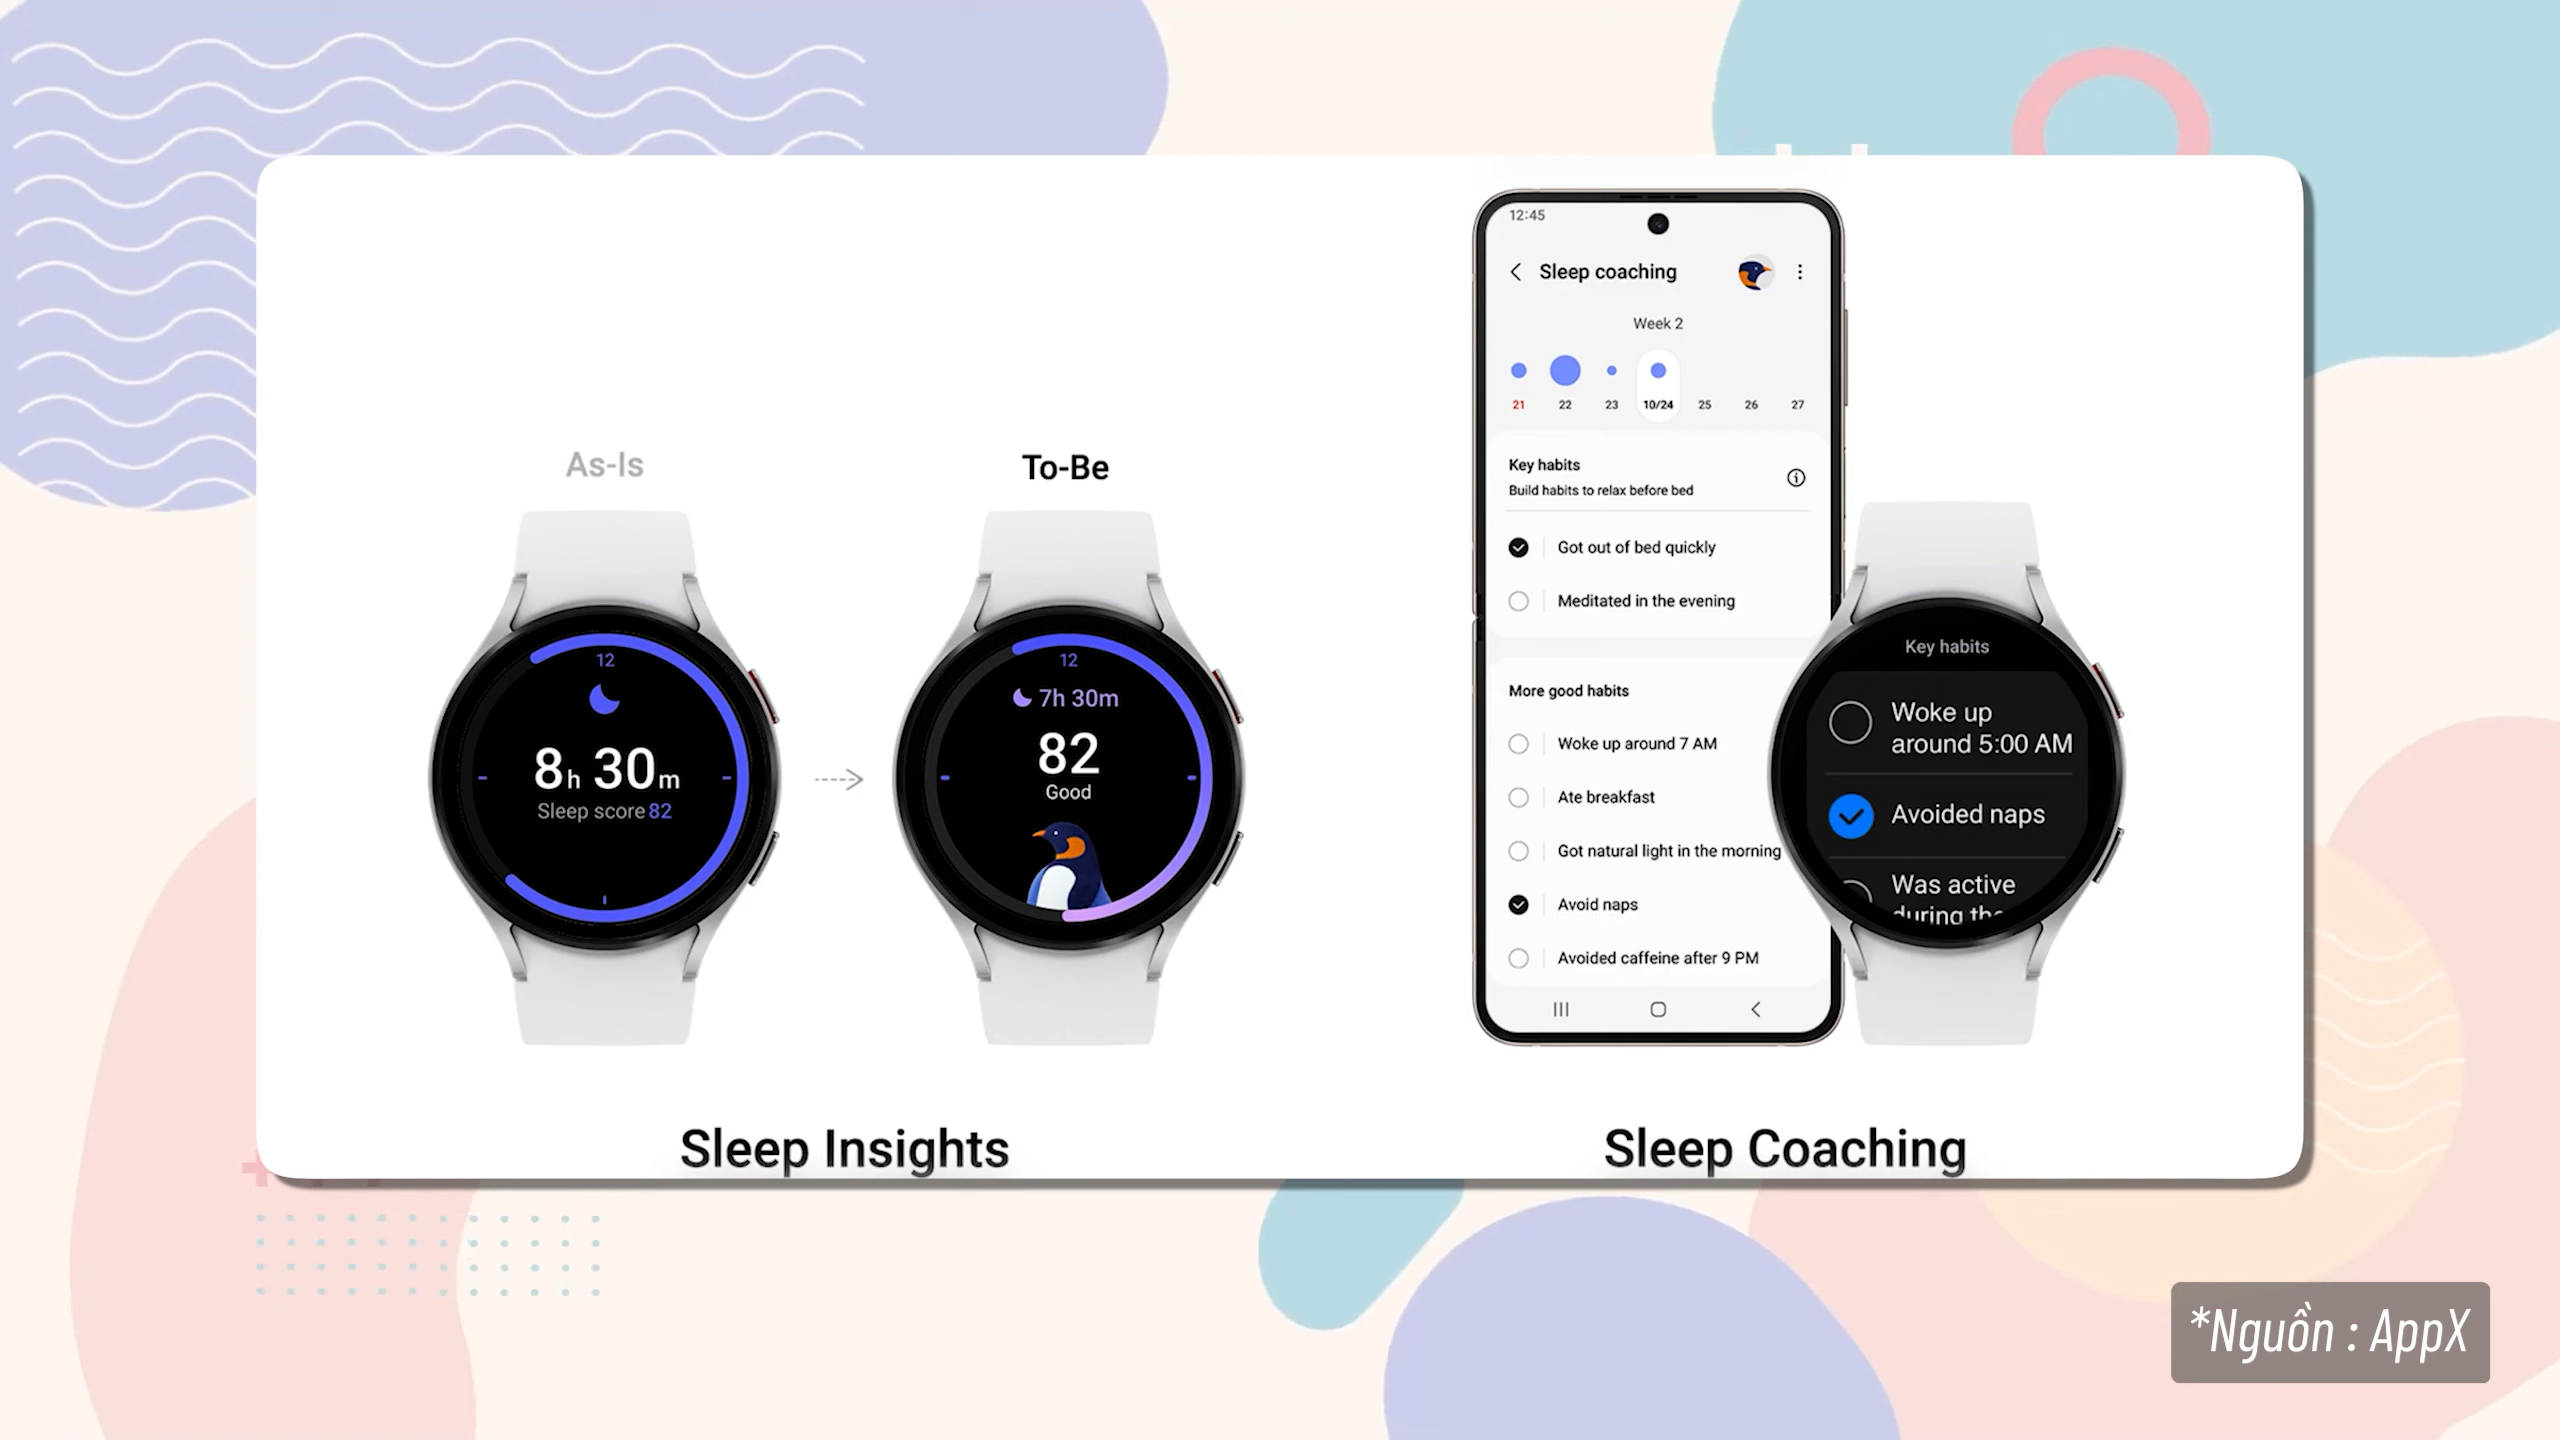 As-Is
12
8h 30m
Sleep score 82
To-Be
12
7h 30m
82
Good
Sleep Insights
12:45
Sleep coaching
Week 2
21 22 23 10/24 25 26 27
Key habits
Build habits to relax before bed
Got out of bed quickly
Meditated in the evening
More good habits
Woke up around 7 AM
Ate breakfast
Got natural light in the morning
Avoid naps
Avoided caffeine after 9 PM
Key habits
Woke up
around 5:00 AM
Avoided naps
Was active
during the
Sleep Coaching
*Nguồn : AppX